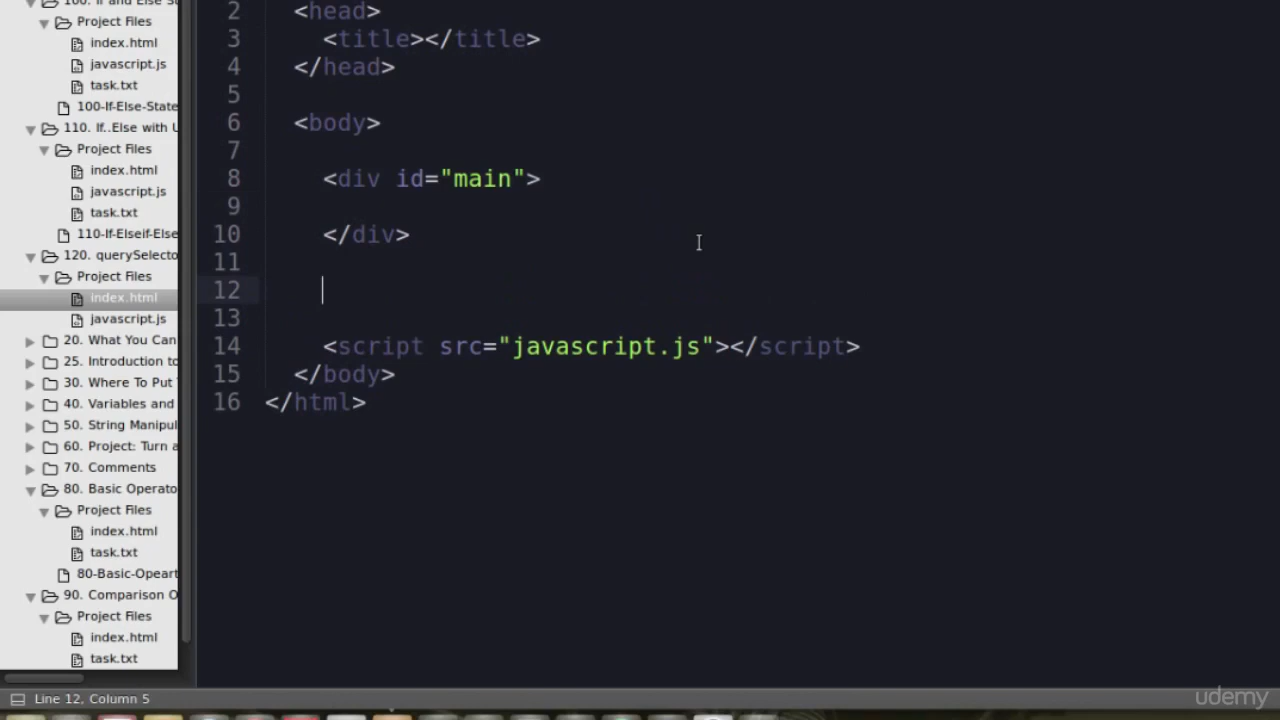 100. If and Else St
Project Files
index.html
javascript.js
task.txt
100-If-Else-State
110. If..Else with U
Project Files
index.html
javascript.js
task.txt
110-If-Elseif-Else
120. querySelecto
Project Files
index.html
javascript.js
20. What You Can
25. Introduction to
30. Where To Put
40. Variables and
50. String Manipul
60. Project: Turn a
70. Comments
80. Basic Operato
Project Files
index.html
task.txt
80-Basic-Opeart
90. Comparison O
Project Files
index.html
task.txt
2 <head>
3 <title></title>
4 </head>
5
6 <body>
7
8 <div id="main">
9
10 </div>
11
12
13
14 <script src="javascript.js"></script>
15 </body>
16 </html>
Line 12, Column 5
udemy